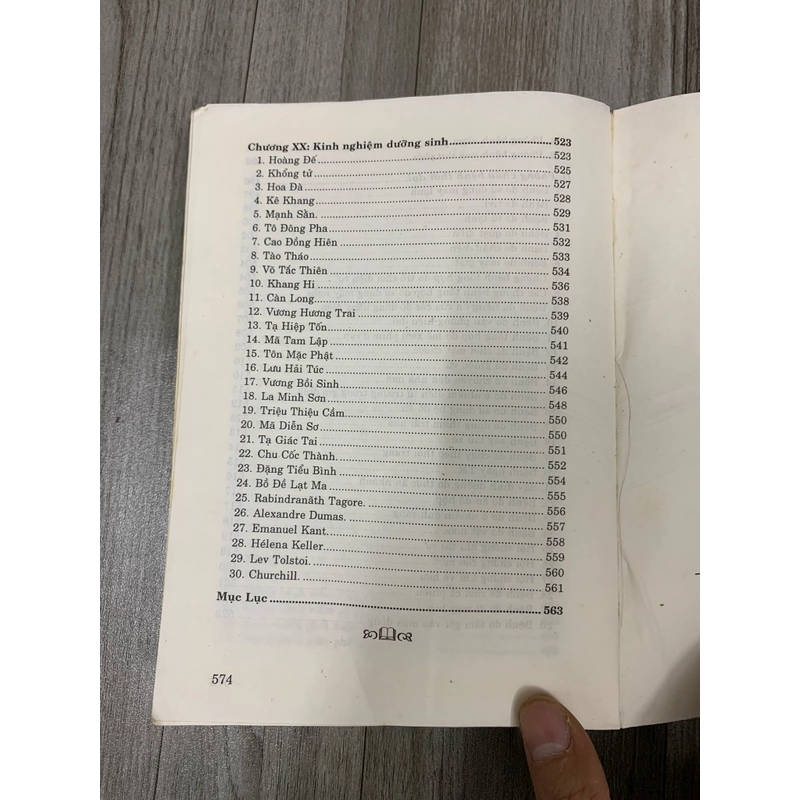 Chương XX: Kinh nghiệm dưỡng sinh.....523
1. Hoàng Đế.....523
2. Khổng tử.....525
3. Hoa Đà.....527
4. Kê Khang.....528
5. Mạnh Sằn.....529
6. Tô Đông Pha.....531
7. Cao Đồng Hiên.....532
8. Tào Tháo.....533
9. Võ Tắc Thiên.....534
10. Khang Hi.....536
11. Càn Long.....538
12. Vương Hương Trai.....539
13. Tạ Hiệp Tốn.....540
14. Mã Tam Lập.....541
15. Tôn Mặc Phật.....542
16. Lưu Hải Túc.....544
17. Vương Bồi Sinh.....546
18. La Minh Sơn.....548
19. Triệu Thiệu Cầm.....550
20. Mã Diễn Sơ.....550
21. Tạ Giác Tai.....551
22. Chu Cốc Thành.....552
23. Đặng Tiểu Bình.....554
24. Bồ Đề Lạt Ma.....555
25. Rabindranāth Tagore.....556
26. Alexandre Dumas.....557
27. Emanuel Kant.....558
28. Hélena Keller.....559
29. Lev Tolstoi.....560
30. Churchill.....561
Mục Lục.....563
574